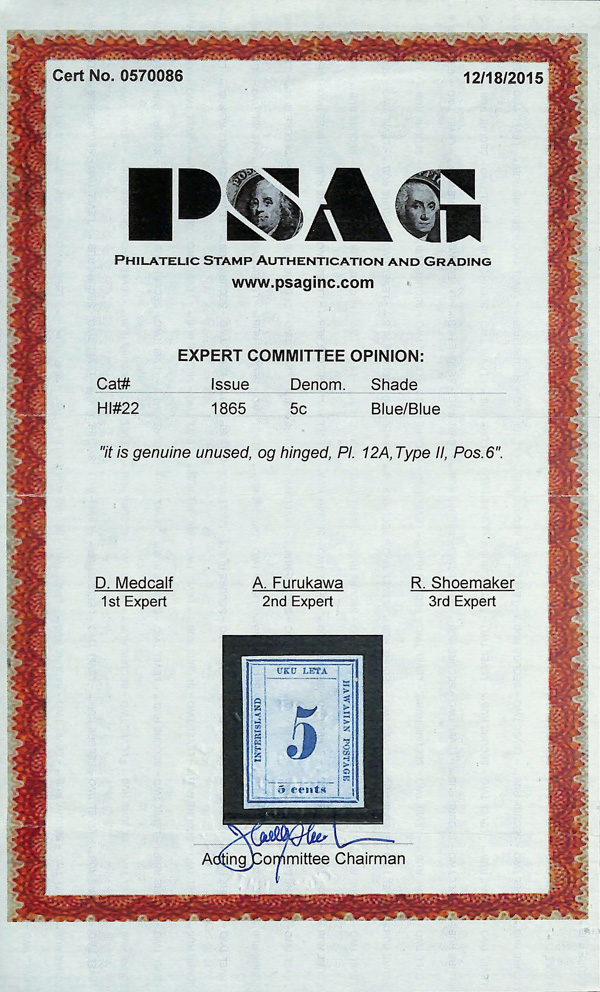 Cert No. 0570086 12/18/2015
PSAG
PHILATELIC STAMP AUTHENTICATION AND GRADING
www.psaginc.com
EXPERT COMMITTEE OPINION:
Cat# Issue Denom. Shade
HI#22 1865 5c Blue/Blue
"it is genuine unused, og hinged, Pl. 12A, Type II, Pos.6".
D. Medcalf A. Furukawa R. Shoemaker
1st Expert 2nd Expert 3rd Expert
UKU LETA
INTERISLAND
5
HAWAIIAN POSTAGE
5 cents
Acting Committee Chairman